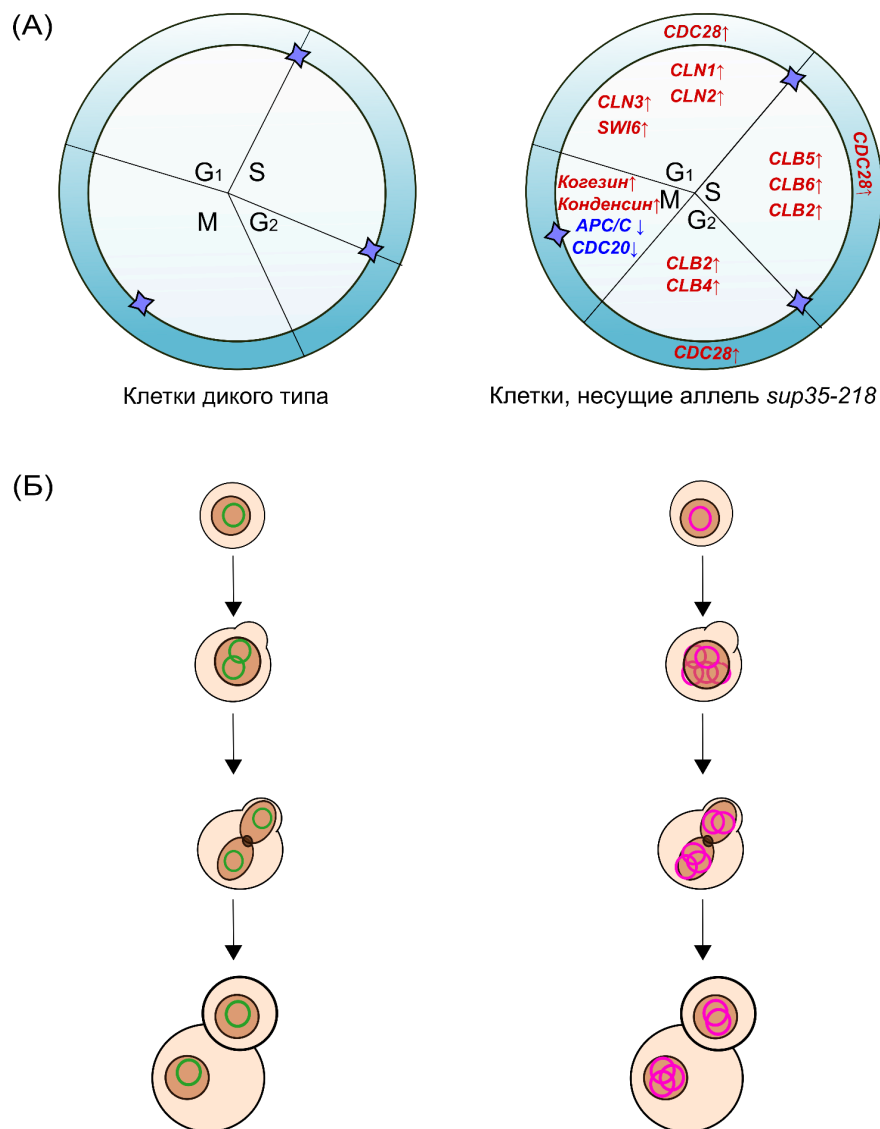 (А)
G1
S
M
G2
Клетки дикого типа
CDC28↑
CLN1↑
CLN3↑
CLN2↑
SWI6↑
CDC28↑
CLB5↑
CLB6↑
CLB2↑
G1
S
Когезин↑
Конденсин↑
M
G2
APC/C ↓
CDC20↓
CLB2↑
CLB4↑
CDC28↑
Клетки, несущие аллель sup35-218
(Б)